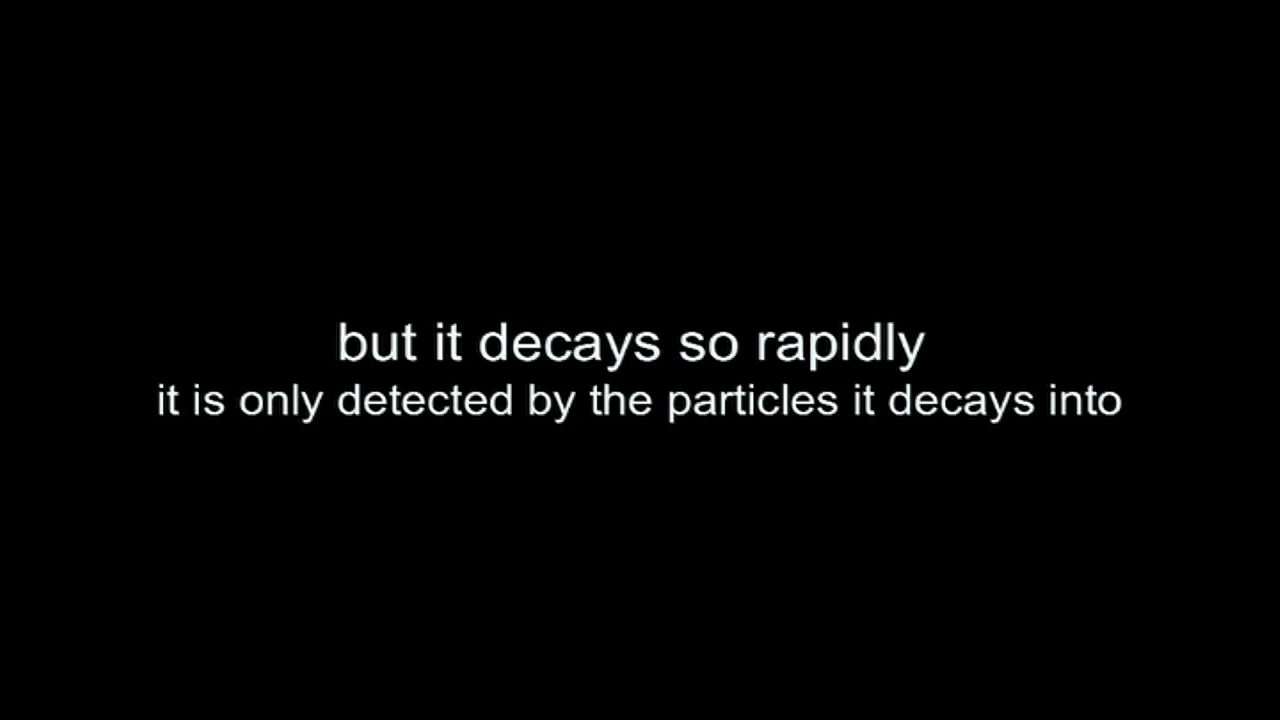 but it decays so rapidly
it is only detected by the particles it decays into